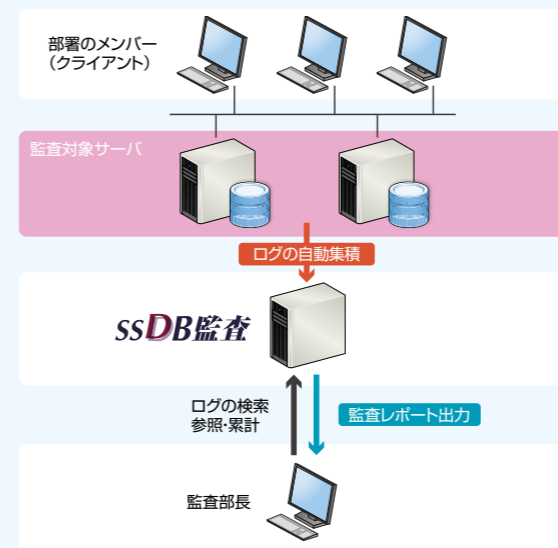 部署のメンバー
（クライアント）
監査対象サーバ
ログの自動集積
SSDB監査
ログの検索
参照・累計
監査レポート出力
監査部長